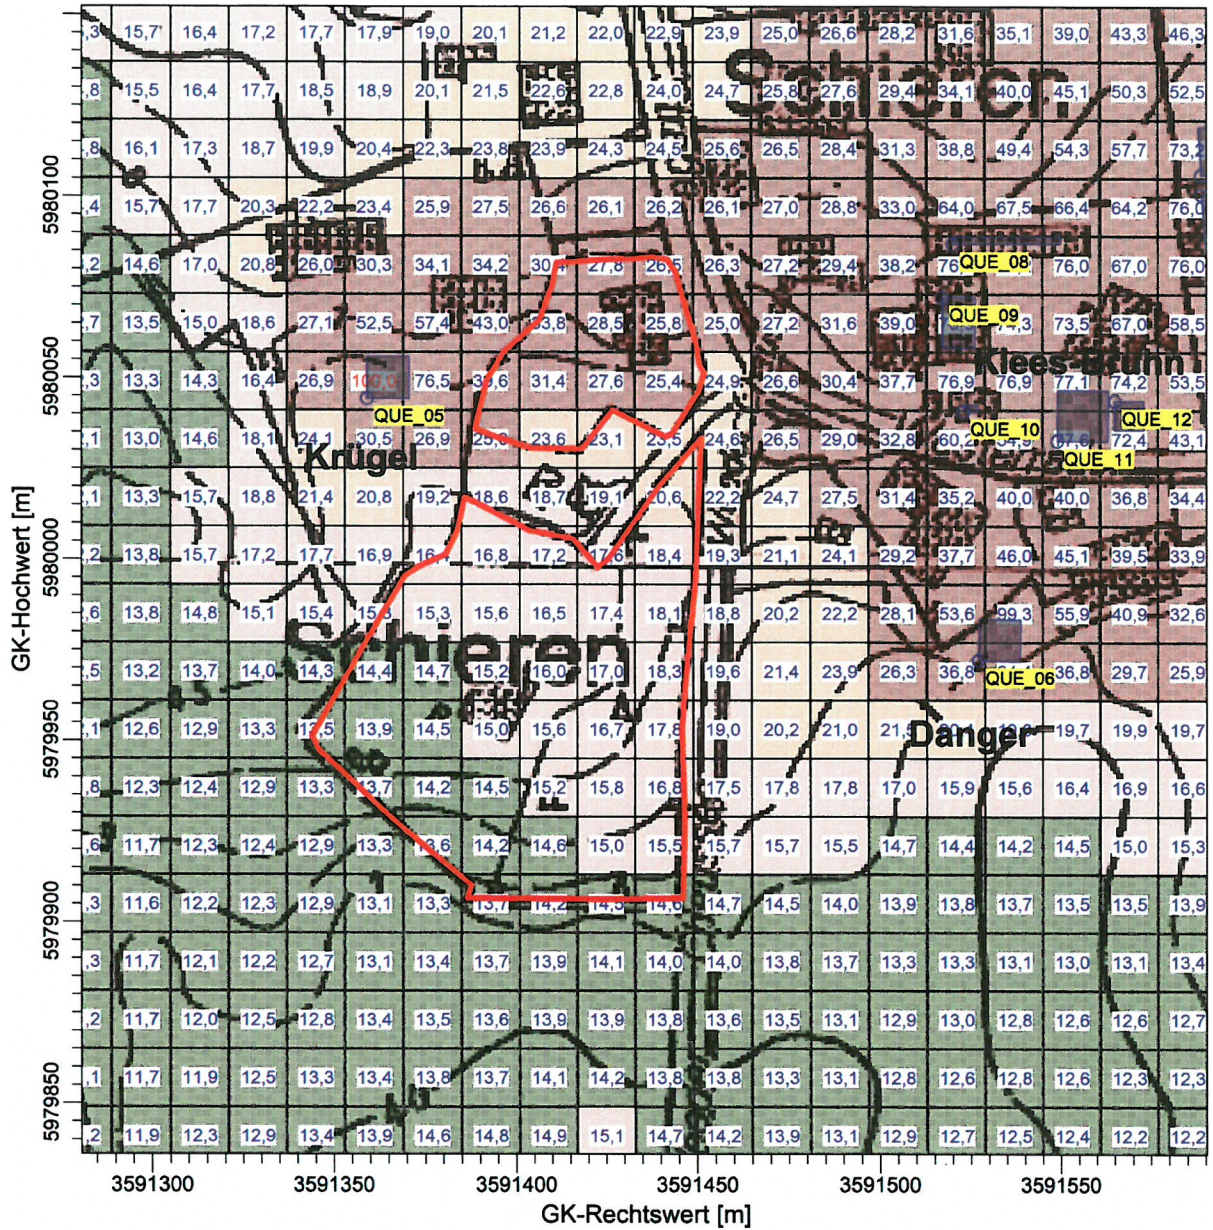 ,3 15,7 16,4 17,2 17,7 17,9 19,0 20,1 21,2 22,0 22,9 23,9 25,0 26,6 28,2 31,6 35,1 39,0 43,3 46,3
Schieren
,8 15,5 16,4 17,7 18,5 18,9 20,1 21,5 22,6 22,8 24,0 24,7 25,8 27,6 29,4 34,1 40,0 45,1 50,3 52,5
,8 16,1 17,3 18,7 19,9 20,4 22,3 23,8 23,9 24,3 24,5 25,6 26,5 28,4 31,3 38,8 49,4 54,3 57,7 73,2
5980100
,4 15,7 17,7 20,3 22,2 23,4 25,9 27,5 26,6 26,1 26,2 26,1 27,0 28,8 33,0 64,0 67,5 66,4 64,2 76,0
,2 14,6 17,0 20,8 26,0 30,3 34,1 34,2 27,8 26,5 26,3 27,2 29,4 38,2 QUE_08 76,0 67,0 76,0
,7 13,5 15,0 18,6 27,1 52,5 57,4 43,0 28,5 25,8 25,0 27,2 31,6 39,0 QUE_09 73,5 67,0 58,5
5980050
Klees-Bruhn
,3 13,3 14,3 16,4 26,9 76,5 31,4 27,6 25,4 24,9 26,6 30,4 37,7 76,9 76,9 77,1 74,2 53,5
QUE_05 QUE_10 QUE_12
,1 13,0 14,6 18,1 24,1 30,5 26,9 23,6 23,1 24,6 26,5 29,0 32,8 60,2 72,4 43,1
Krügel QUE_11
,1 13,3 15,7 18,8 21,4 20,8 19,2 18,6 18,7 19,1 20,6 22,2 24,7 27,5 31,4 35,2 40,0 40,0 36,8 34,4
5980000
,2 13,8 15,7 17,2 17,7 16,9 16,8 17,2 17,6 18,4 19,3 21,1 24,1 29,2 37,7 46,0 45,1 39,5 33,9
,6 13,8 14,8 15,1 15,4 15,3 15,6 16,5 17,4 18,1 18,8 20,2 22,2 28,1 53,6 99,3 55,9 40,9 32,6
Schieren
,5 13,2 13,7 14,0 14,3 14,4 14,7 15,2 16,0 17,0 18,3 19,6 21,4 23,9 26,3 36,8 QUE_06 36,8 29,7 25,9
5979950
,1 12,6 12,9 13,3 13,9 14,5 15,0 15,6 16,7 17,8 19,0 20,2 21,0 Danger 19,7 19,9 19,7
,8 12,3 12,4 12,9 13,3 13,7 14,2 14,5 15,2 15,8 16,8 17,5 17,8 17,8 17,0 15,9 15,6 16,4 16,9 16,6
,6 11,7 12,3 12,4 12,9 13,3 13,6 14,2 14,6 15,0 15,5 15,7 15,7 15,5 14,7 14,4 14,2 14,5 15,0 15,3
5979900
,3 11,6 12,2 12,3 12,9 13,1 13,3 13,7 14,2 14,6 14,7 14,5 14,0 13,9 13,8 13,7 13,5 13,5 13,9
,3 11,7 12,1 12,2 12,7 13,1 13,4 13,7 13,9 14,1 14,0 14,0 13,8 13,7 13,3 13,3 13,1 13,0 13,1 13,4
,2 11,7 12,0 12,5 12,8 13,4 13,5 13,6 13,9 13,9 13,8 13,6 13,5 13,1 12,9 13,0 12,8 12,6 12,6 12,7
5979850
,1 11,7 11,9 12,5 13,3 13,4 13,8 13,7 14,1 14,2 13,8 13,8 13,3 13,1 12,8 12,6 12,8 12,6 12,3 12,3
,2 11,9 12,3 12,9 13,4 13,9 14,6 14,8 14,9 15,1 14,7 14,2 13,9 13,1 12,9 12,7 12,5 12,4 12,2 12,2
GK-Hochwert [m]
3591300 3591350 3591400 3591450 3591500 3591550
GK-Rechtswert [m]